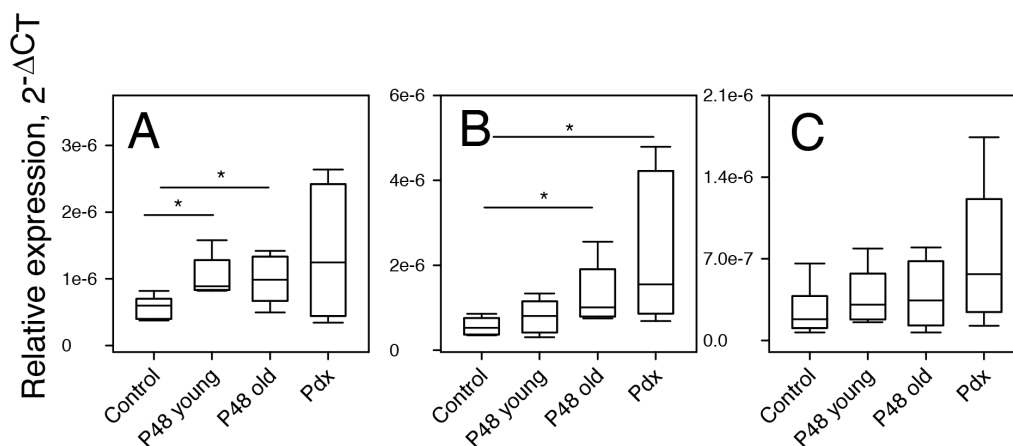 Relative expression, 2-ΔCT
A
3e-6
2e-6
1e-6
0
*
*
Control
P48 young
P48 old
Pdx
B
6e-6
4e-6
2e-6
0
*
*
Control
P48 young
P48 old
Pdx
C
2.1e-6
1.4e-6
7.0e-7
0.0
Control
P48 young
P48 old
Pdx